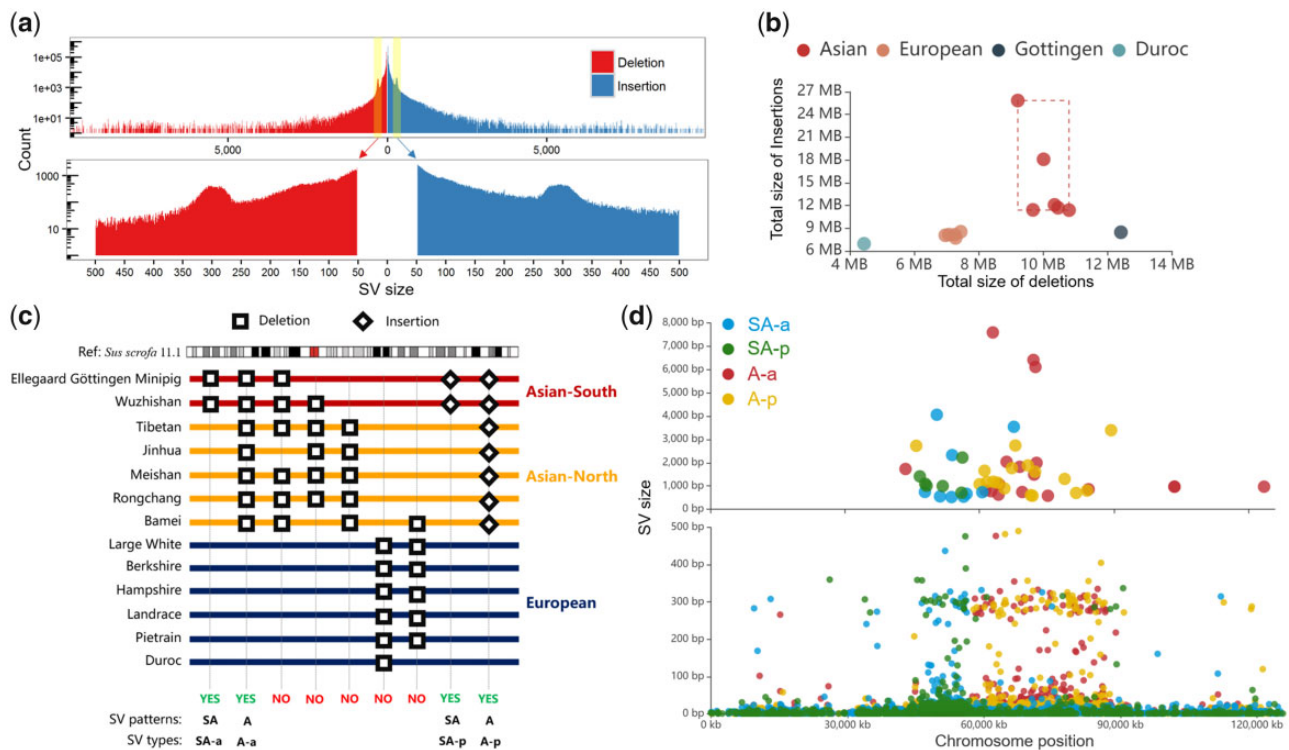 (a)
1e+05
1e+03
1e+01
Count
Deletion
Insertion
5,000 0 5,000
1000
10
500 450 400 350 300 250 200 150 100 50 0 50 100 150 200 250 300 350 400 450 500
SV size
(b)
Asian European Gottingen Duroc
Total size of Insertions
27 MB
24 MB
21 MB
18 MB
15 MB
12 MB
9 MB
6 MB
4 MB 6 MB 8 MB 10 MB 12 MB 14 MB
Total size of deletions
(c)
Deletion Insertion
Ref: Sus scrofa 11.1
Ellegaard Göttingen Minipig
Wuzhishan
Tibetan
Jinhua
Meishan
Rongchang
Bamei
Large White
Berkshire
Hampshire
Landrace
Pietrain
Duroc
Asian-South
Asian-North
European
YES YES NO NO NO NO NO YES YES
SV patterns: SA A SA A
SV types: SA-a A-a SA-p A-p
(d)
SA-a
SA-p
A-a
A-p
8,000 bp
7,000 bp
6,000 bp
5,000 bp
4,000 bp
3,000 bp
2,000 bp
1,000 bp
0 bp
SV size
500 bp
400 bp
300 bp
200 bp
100 bp
0 bp
0 kb 30,000 kb 60,000 kb 90,000 kb 120,000 kb
Chromosome position